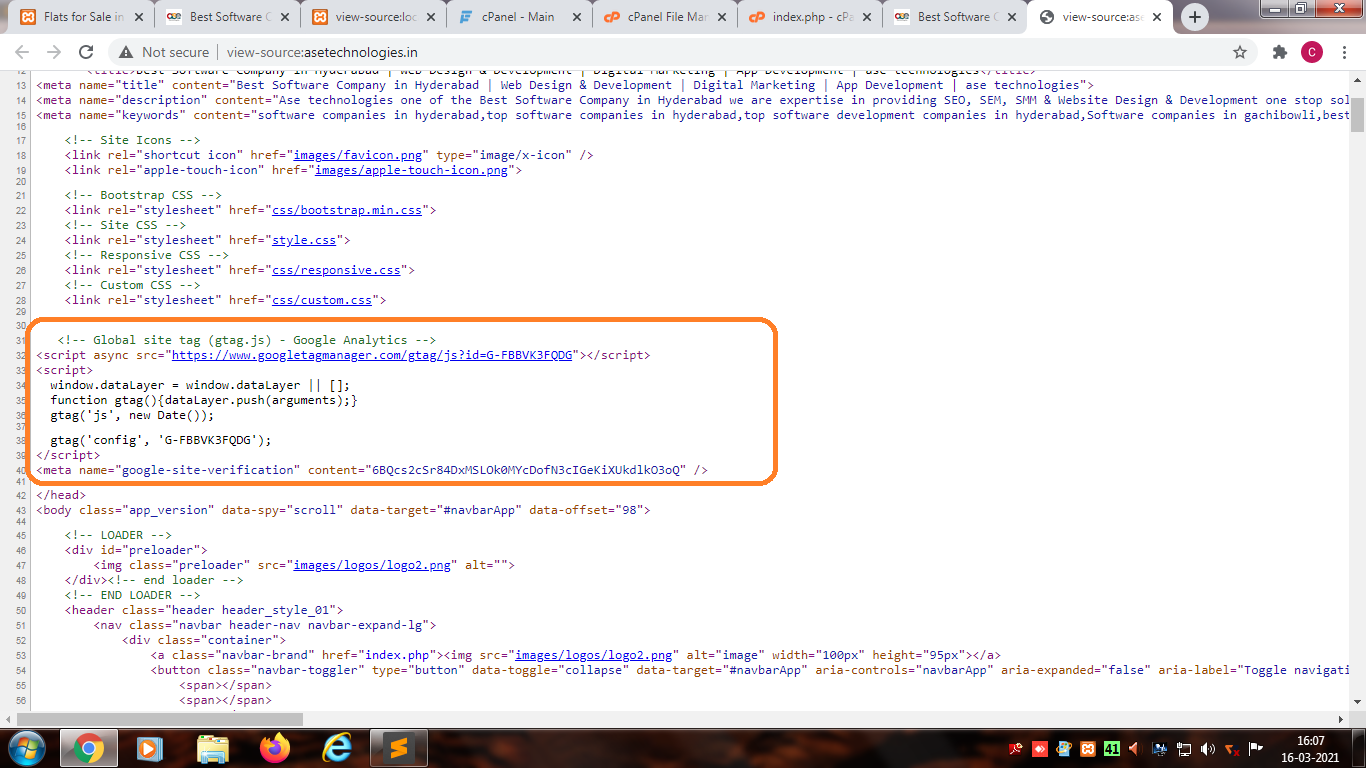 Flats for Sale in
Best Software C
view-source:loc
cPanel - Main
cPanel File Man
index.php - cPa
Best Software C
view-source:ase
Not secure
view-source:asetechnologies.in
C
12 <title>Best Software Company in Hyderabad | Web Design & Development | Digital Marketing | App Development | ase technologies</title>
13 <meta name="title" content="Best Software Company in Hyderabad | Web Design & Development | Digital Marketing | App Development | ase technologies">
14 <meta name="description" content="Ase technologies one of the Best Software Company in Hyderabad we are expertise in providing SEO, SEM, SMM & Website Design & Development one stop sol
15 <meta name="keywords" content="software companies in hyderabad,top software companies in hyderabad,top software development companies in hyderabad,Software companies in gachibowli,best
16
17 <!-- Site Icons -->
18 <link rel="shortcut icon" href="images/favicon.png" type="image/x-icon" />
19 <link rel="apple-touch-icon" href="images/apple-touch-icon.png">
20
21 <!-- Bootstrap CSS -->
22 <link rel="stylesheet" href="css/bootstrap.min.css">
23 <!-- Site CSS -->
24 <link rel="stylesheet" href="style.css">
25 <!-- Responsive CSS -->
26 <link rel="stylesheet" href="css/responsive.css">
27 <!-- Custom CSS -->
28 <link rel="stylesheet" href="css/custom.css">
29
30
31 <!-- Global site tag (gtag.js) - Google Analytics -->
32 <script async src="https://www.googletagmanager.com/gtag/js?id=G-FBBVK3FQDG"></script>
33 <script>
34 window.dataLayer = window.dataLayer || [];
35 function gtag(){dataLayer.push(arguments);}
36 gtag('js', new Date());
37
38 gtag('config', 'G-FBBVK3FQDG');
39 </script>
40 <meta name="google-site-verification" content="6BQcs2cSr84DxMSLOk0MYcDofN3cIGeKiXUkdlkO3oQ" />
41
42 </head>
43 <body class="app_version" data-spy="scroll" data-target="#navbarApp" data-offset="98">
44
45 <!-- LOADER -->
46 <div id="preloader">
47 <img class="preloader" src="images/logos/logo2.png" alt="">
48 </div><!-- end loader -->
49 <!-- END LOADER -->
50 <header class="header header_style_01">
51 <nav class="navbar header-nav navbar-expand-lg">
52 <div class="container">
53 <a class="navbar-brand" href="index.php"><img src="images/logos/logo2.png" alt="image" width="100px" height="95px"></a>
54 <button class="navbar-toggler" type="button" data-toggle="collapse" data-target="#navbarApp" aria-controls="navbarApp" aria-expanded="false" aria-label="Toggle navigati
55 <span></span>
56 <span></span>
41
16:07
16-03-2021